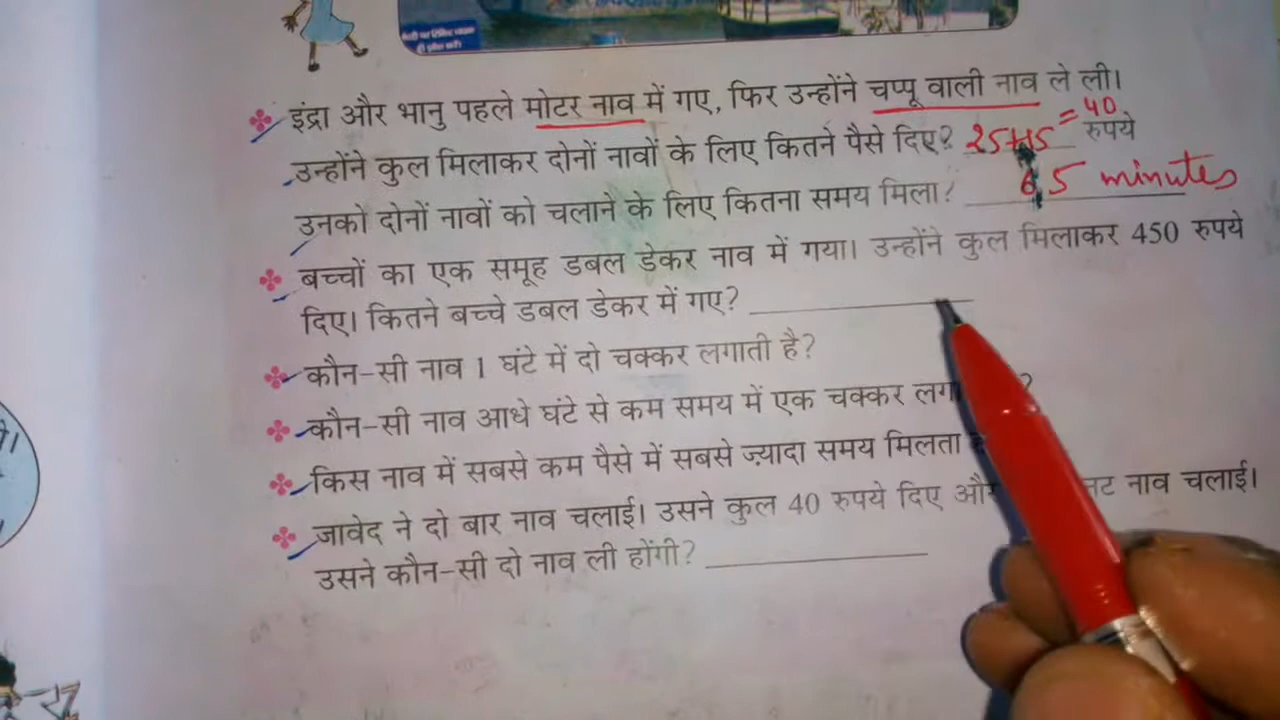 इंद्रा और भानु पहले मोटर नाव में गए, फिर उन्होंने चप्पू वाली नाव ले ली।
उन्होंने कुल मिलाकर दोनों नावों के लिए कितने पैसे दिए? 25+15 = 40 रुपये
उनको दोनों नावों को चलाने के लिए कितना समय मिला? 65 minutes
बच्चों का एक समूह डबल डेकर नाव में गया। उन्होंने कुल मिलाकर 450 रुपये
दिए। कितने बच्चे डबल डेकर में गए?
कौन-सी नाव 1 घंटे में दो चक्कर लगाती है?
कौन-सी नाव आधे घंटे से कम समय में एक चक्कर
किस नाव में सबसे कम पैसे में सबसे ज़्यादा समय मिलता
जावेद ने दो बार नाव चलाई। उसने कुल 40 रुपये दिए और नाव चलाई।
उसने कौन-सी दो नाव ली होंगी?